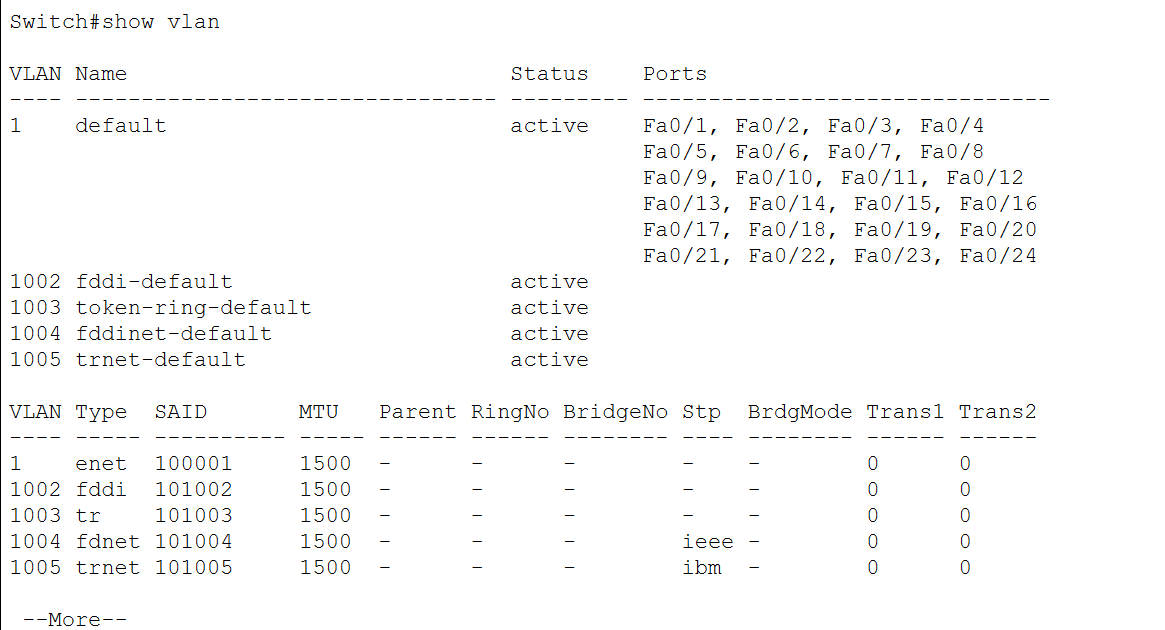 Switch#show vlan
VLAN Name                             Status    Ports
---- -------------------------------- --------- -------------------------------
1    default                          active    Fa0/1, Fa0/2, Fa0/3, Fa0/4
                                                Fa0/5, Fa0/6, Fa0/7, Fa0/8
                                                Fa0/9, Fa0/10, Fa0/11, Fa0/12
                                                Fa0/13, Fa0/14, Fa0/15, Fa0/16
                                                Fa0/17, Fa0/18, Fa0/19, Fa0/20
                                                Fa0/21, Fa0/22, Fa0/23, Fa0/24
1002 fddi-default                     active
1003 token-ring-default               active
1004 fddinet-default                  active
1005 trnet-default                    active
VLAN Type  SAID       MTU   Parent RingNo BridgeNo Stp  BrdgMode Trans1 Trans2
---- ----- ---------- ----- ------ ------ -------- ---- -------- ------ ------
1    enet  100001     1500  -      -      -        -    -        0      0
1002 fddi  101002     1500  -      -      -        -    -        0      0
1003 tr    101003     1500  -      -      -        -    -        0      0
1004 fdnet 101004     1500  -      -      -        ieee -        0      0
1005 trnet 101005     1500  -      -      -        ibm  -        0      0
 --More--